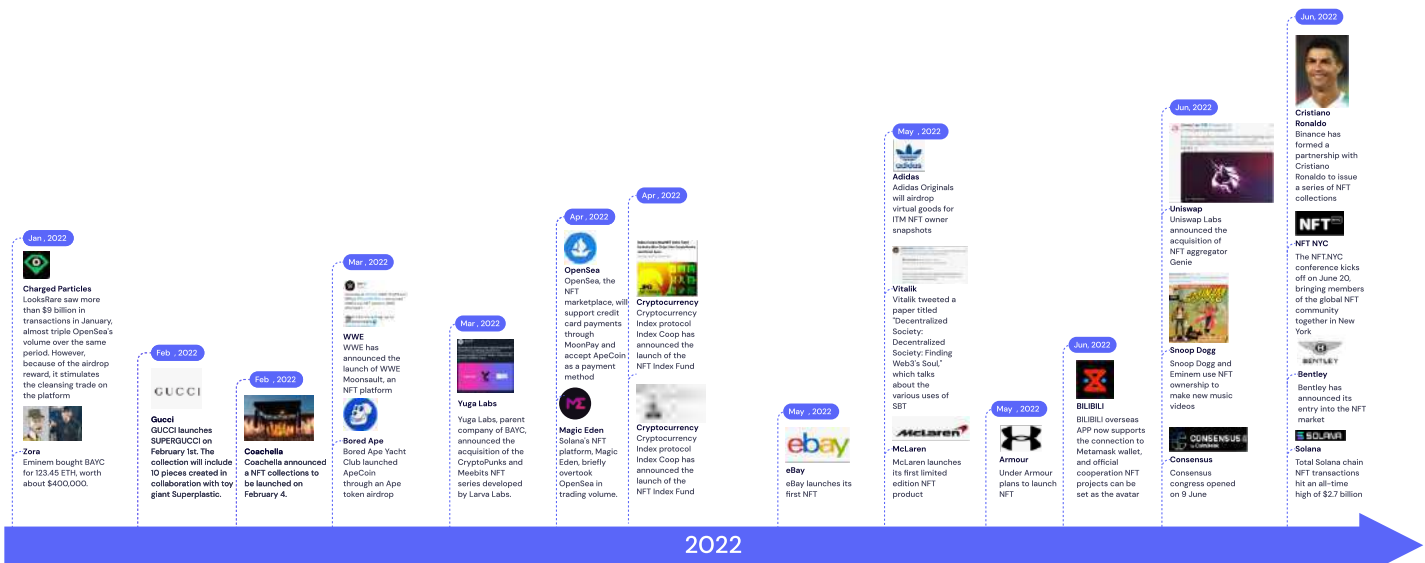 Jan , 2022
Charged Particles
LooksRare saw more
than $9 billion in
transactions in January,
almost triple OpenSea's
volume over the same
period. However,
because of the airdrop
reward, it stimulates
the cleansing trade on
the platform
Zora
Eminem bought BAYC
for 123.45 ETH, worth
about $400,000.
Feb , 2022
GUCCI
Gucci
GUCCI launches
SUPERGUCCI on
February 1st. The
collection will include
10 pieces created in
collaboration with toy
giant Superplastic.
Feb , 2022
Coachella
Coachella announced
a NFT collections to
be launched on
February 4.
Mar , 2022
WWE
WWE has
announced the
launch of WWE
Moonsault, an
NFT platform
Bored Ape
Bored Ape Yacht
Club launched
ApeCoin
through an Ape
token airdrop
Mar , 2022
Yuga Labs
Yuga Labs, parent
company of BAYC,
announced the
acquisition of the
CryptoPunks and
Meebits NFT
series developed
by Larva Labs.
Apr , 2022
OpenSea
OpenSea, the
NFT
marketplace, will
support credit
card payments
through
MoonPay and
accept ApeCoin
as a payment
method
ME
Magic Eden
Solana's NFT
platform, Magic
Eden, briefly
overtook
OpenSea in
trading volume.
Apr , 2022
Cryptocurrency
Cryptocurrency
Index protocol
Index Coop has
announced the
launch of the
NFT Index Fund
Cryptocurrency
Cryptocurrency
Index protocol
Index Coop has
announced the
launch of the
NFT Index Fund
May , 2022
ebay
eBay
eBay launches its
first NFT
May , 2022
adidas
Adidas
Adidas Originals
will airdrop
virtual goods for
ITM NFT owner
snapshots
Vitalik
Vitalik tweeted a
paper titled
"Decentralized
Society:
Decentralized
Society: Finding
Web3's Soul,"
which talks
about the
various uses of
SBT
McLaren
McLaren
McLaren launches
its first limited
edition NFT
product
May , 2022
Armour
Under Armour
plans to launch
NFT
Jun, 2022
BILIBILI
BILIBILI overseas
APP now supports
the connection to
Metamask wallet,
and official
cooperation NFT
projects can be
set as the avatar
Jun, 2022
Uniswap
Uniswap Labs
announced the
acquisition of
NFT aggregator
Genie
Snoop Dogg
Snoop Dogg and
Eminem use NFT
ownership to
make new music
videos
CONSENSUS
Consensus
Consensus
congress opened
on 9 June
Jun, 2022
Cristiano
Ronaldo
Binance has
formed a
partnership with
Cristiano
Ronaldo to issue
a series of NFT
collections
NFT
NFT NYC
The NFT.NYC
conference kicks
off on June 20,
bringing members
of the global NFT
community
together in New
York
BENTLEY
Bentley
Bentley has
announced its
entry into the NFT
market
SOLANA
Solana
Total Solana chain
NFT transactions
hit an all-time
high of $2.7 billion
2022